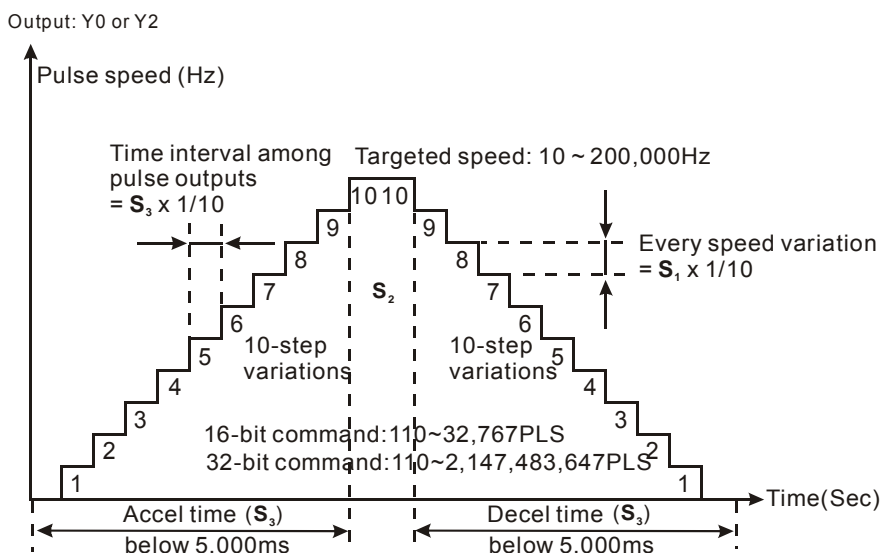 Output: Y0 or Y2
Pulse speed (Hz)
Time interval among
pulse outputs
= S₃ x 1/10
Targeted speed: 10 ~ 200,000Hz
10 10
9
9
8
8
Every speed variation
= S₁ x 1/10
7
7
S₂
6
6
10-step
variations
10-step
variations
5
5
4
4
3
3
16-bit command:110~32,767PLS
2
2
32-bit command:110~2,147,483,647PLS
1
1
Time(Sec)
Accel time (S₃)
Decel time (S₃)
below 5,000ms
below 5,000ms